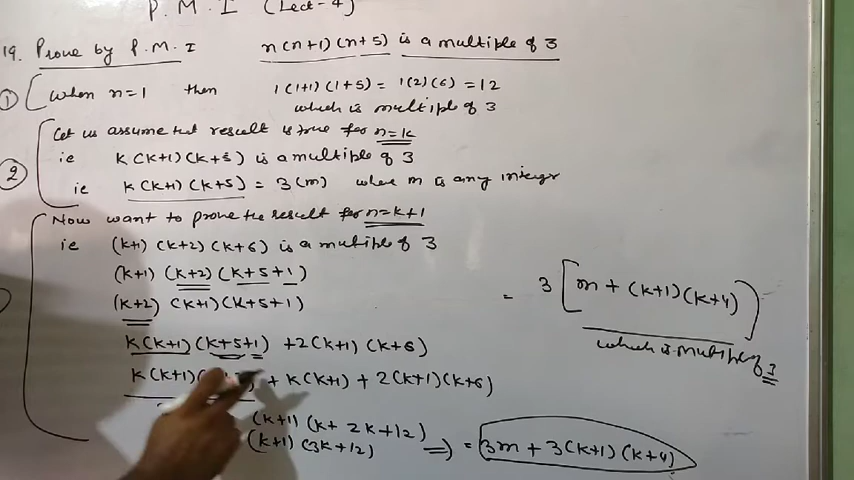 P. M. I (Lect-4)
19. Prove by P.M.I n(n+1)(n+5) is a multiple of 3
① when n=1 then 1(1+1)(1+5) = 1(2)(6) = 12
which is multiple of 3
② Let us assume that result is true for n=k
ie k(k+1)(k+5) is a multiple of 3
ie k(k+1)(k+5) = 3(m) where m is any integr
Now want to prove the result for n=k+1
ie (k+1)(k+2)(k+6) is a mutiple of 3
(k+1)(k+2)(k+5+1)
(k+2)(k+1)(k+5+1)
k(k+1)(k+5+1) + 2(k+1)(k+6)
k(k+1)( + k(k+1) + 2(k+1)(k+6)
(k+1)(k+2k+12)
(k+1)(3k+12) ⇒ = 3m + 3(k+1)(k+4)
= 3[m + (k+1)(k+4)]
which is multiple of 3